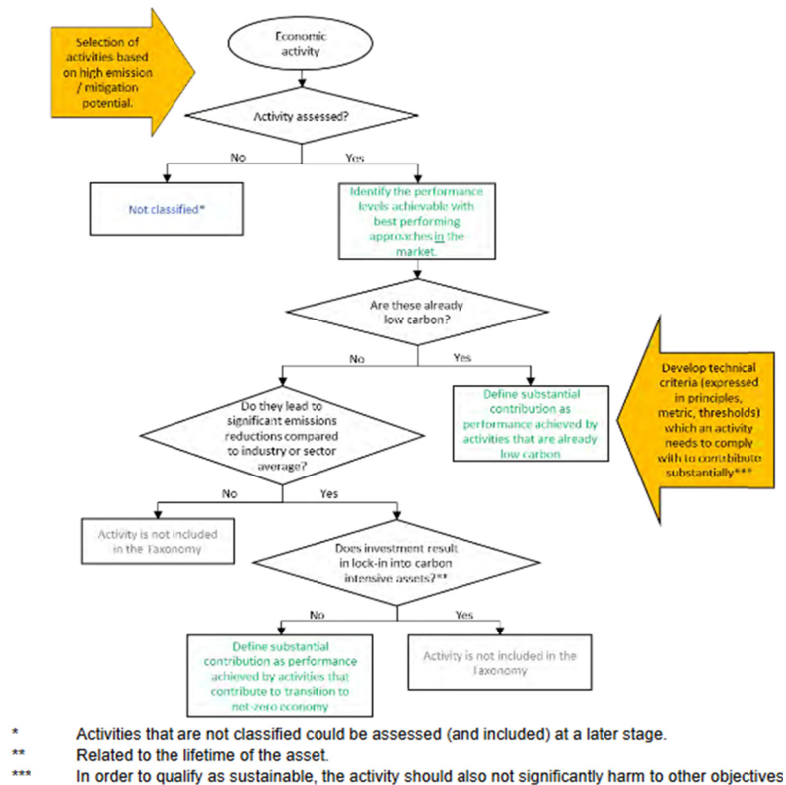 Selection of
activities based
on high emission
/ mitigation
potential.
Economic
activity
Activity assessed?
No
Yes
Not classified*
Identify the performance
levels achievable with
best performing
approaches in the
market.
Are these already
low carbon?
No
Yes
Do they lead to
significant emissions
reductions compared
to industry or sector
average?
Define substantial
contribution as
performance achieved by
activities that are already
low carbon
Develop technical
criteria (expressed
in principles,
metric, thresholds)
which an activity
needs to comply
with to contribute
substantially***
No
Yes
Activity is not included
in the Taxonomy
Does investment result
in lock-in into carbon
intensive assets?**
No
Yes
Define substantial
contribution as performance
achieved by activities that
contribute to transition to
net-zero economy
Activity is not included in the
Taxonomy
* Activities that are not classified could be assessed (and included) at a later stage.
** Related to the lifetime of the asset.
*** In order to qualify as sustainable, the activity should also not significantly harm to other objectives